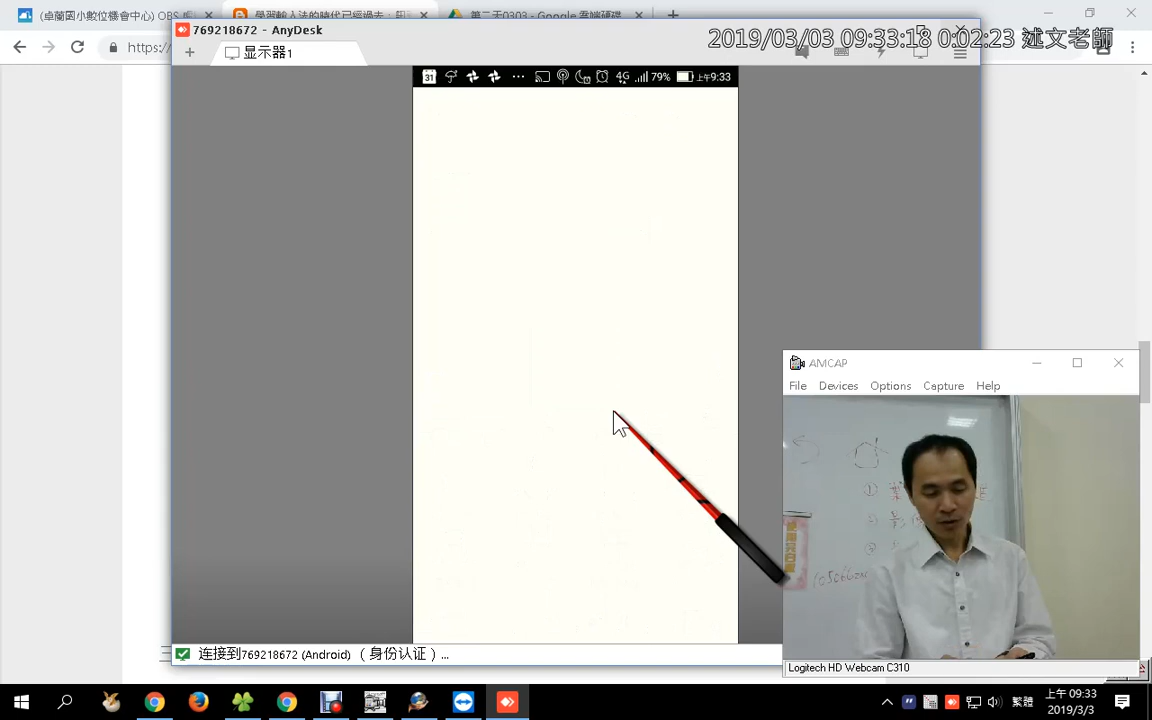 (卓蘭國小數位機會中心) OBS
學習輸入法的時代已經過去
第二天0303 - Google 雲端硬碟
https:/
769218672 - AnyDesk
2019/03/03 09:33:18 0:02:23 述文老師
显示器1
31 4G 79% 上午9:33
AMCAP
File Devices Options Capture Help
①
连接到769218672 (Android) （身份认证）...
Logitech HD Webcam C310
繁體
上午 09:33
2019/3/3